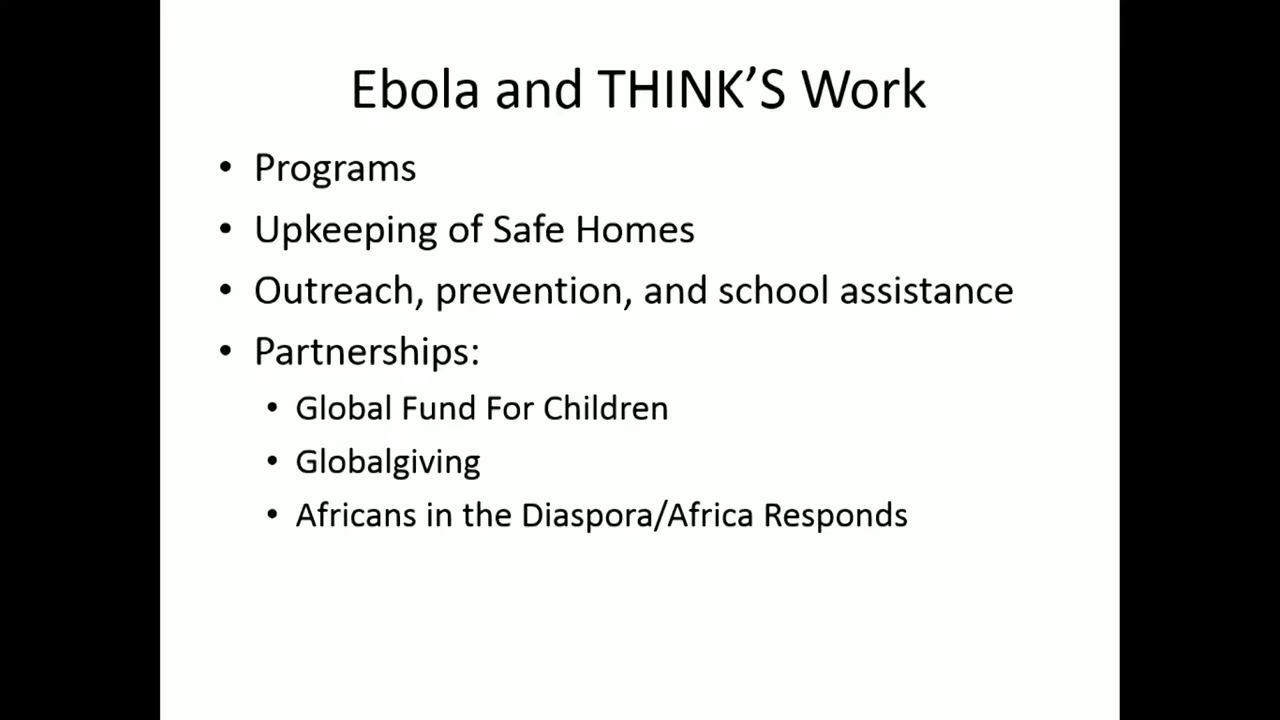 Ebola and THINK’S Work
• Programs
• Upkeeping of Safe Homes
• Outreach, prevention, and school assistance
• Partnerships:
• Global Fund For Children
• Globalgiving
• Africans in the Diaspora/Africa Responds